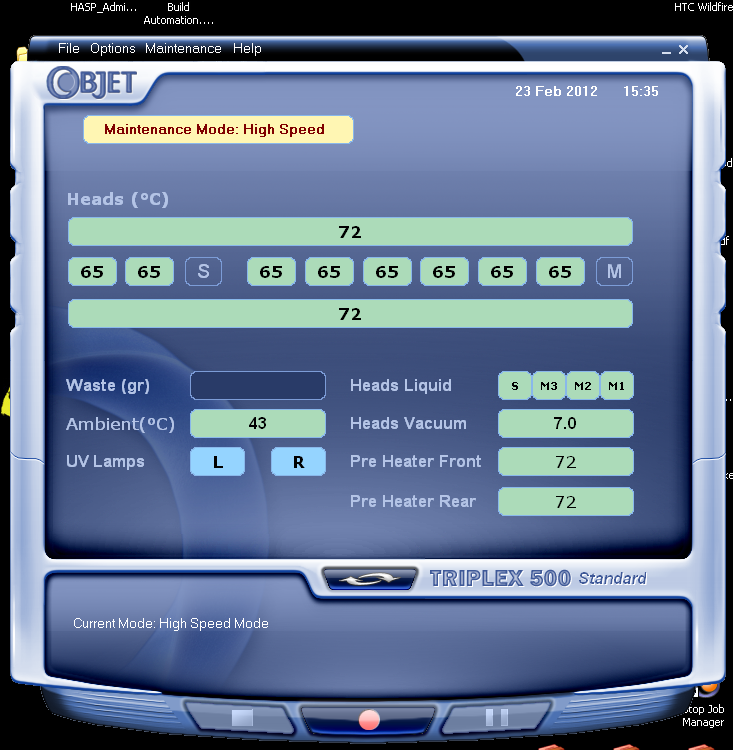 HASP_Admi... Build HTC Wildfire
Automation....
File Options Maintenance Help
OBJET
23 Feb 2012 15:35
Maintenance Mode: High Speed
Heads (ºC)
72
65 65 S 65 65 65 65 65 65 M
72
Waste (gr) Heads Liquid S M3 M2 M1
Ambient(ºC) 43 Heads Vacuum 7.0
UV Lamps L R Pre Heater Front 72
Pre Heater Rear 72
TRIPLEX 500 Standard
Current Mode: High Speed Mode
Job
Manager